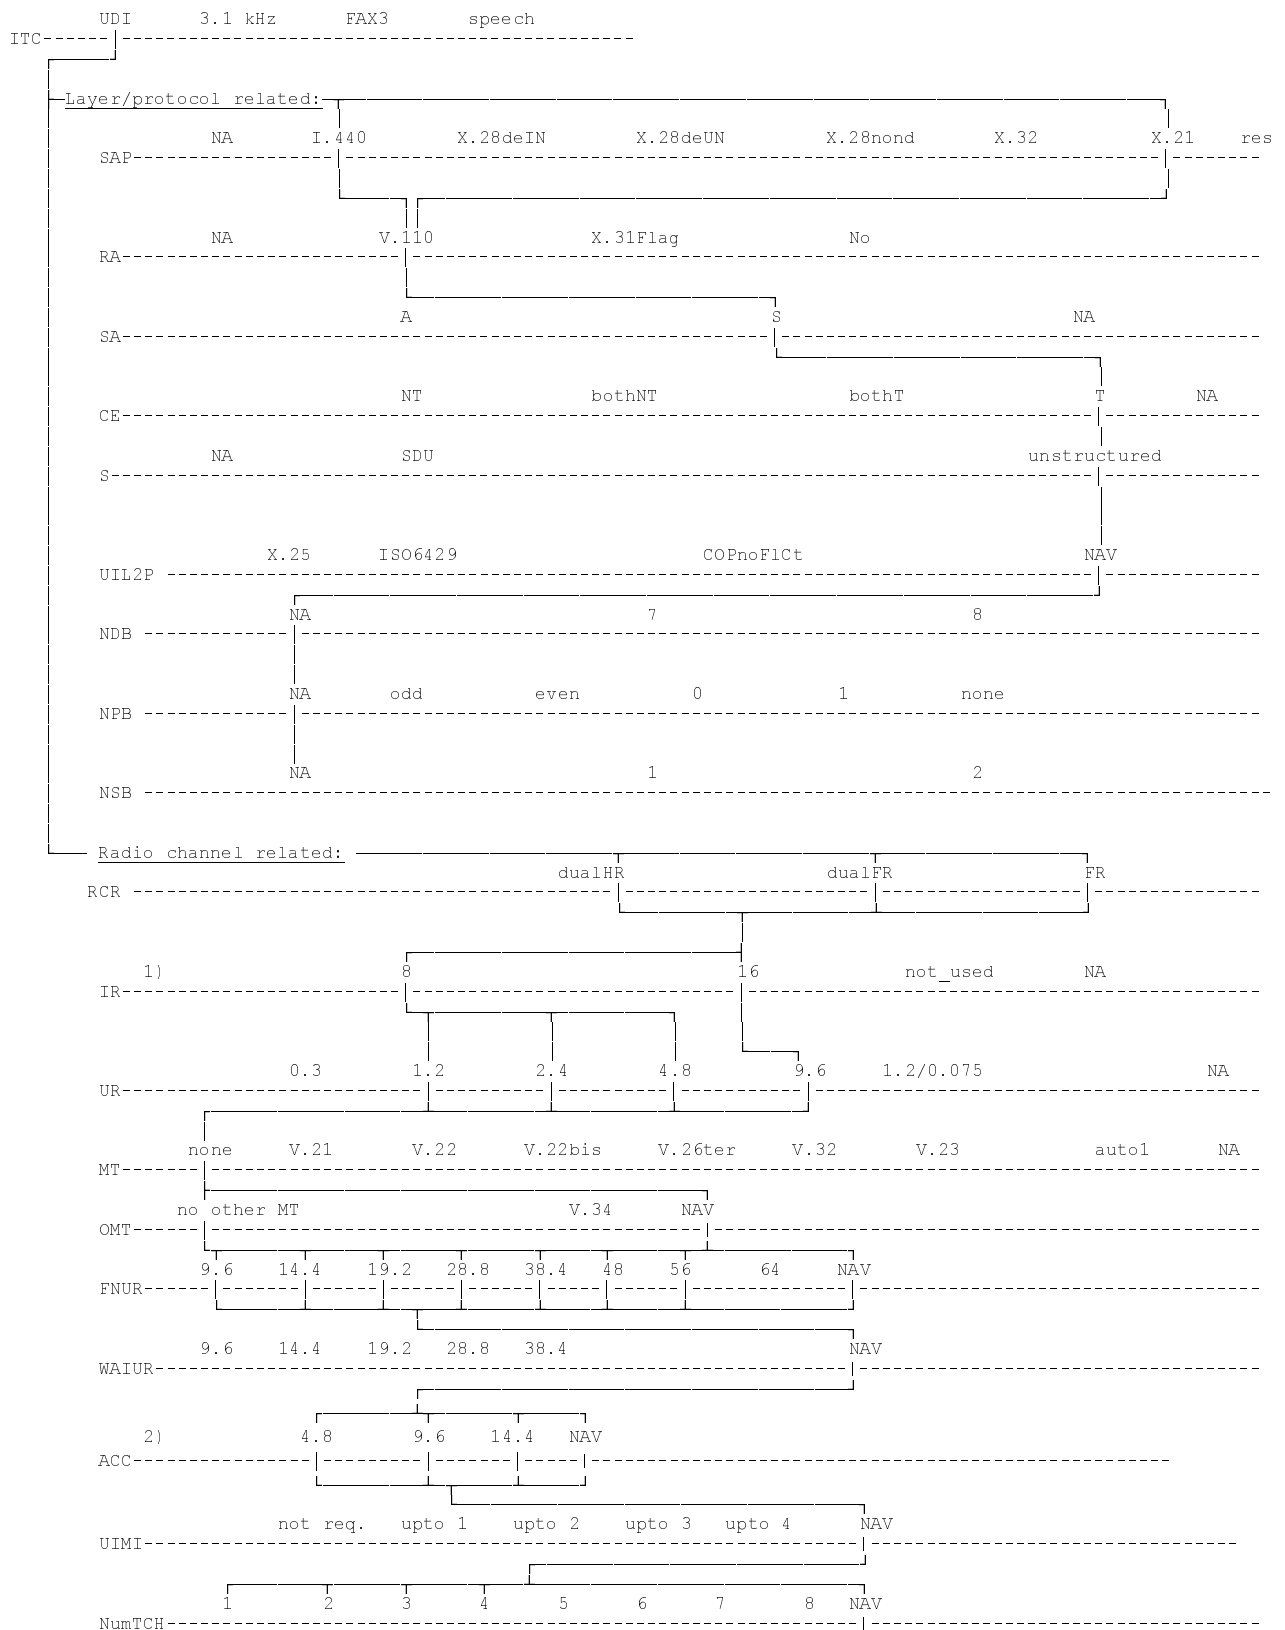 UDI 3.1 kHz FAX3 speech
ITC
Layer/protocol related:
NA I.440 X.28deIN X.28deUN X.28nond X.32 X.21 res
SAP
NA V.110 X.31Flag No
RA
A S NA
SA
NT bothNT bothT T NA
CE
NA SDU unstructured
S
X.25 ISO6429 COPnoFlCt NAV
UIL2P
NA 7 8
NDB
NA odd even 0 1 none
NPB
NA 1 2
NSB
Radio channel related:
dualHR dualFR FR
RCR
1) 8 16 not_used NA
IR
0.3 1.2 2.4 4.8 9.6 1.2/0.075 NA
UR
none V.21 V.22 V.22bis V.26ter V.32 V.23 auto1 NA
MT
no other MT V.34 NAV
OMT
9.6 14.4 19.2 28.8 38.4 48 56 64 NAV
FNUR
9.6 14.4 19.2 28.8 38.4 NAV
WAIUR
2) 4.8 9.6 14.4 NAV
ACC
not req. upto 1 upto 2 upto 3 upto 4 NAV
UIMI
1 2 3 4 5 6 7 8 NAV
NumTCH